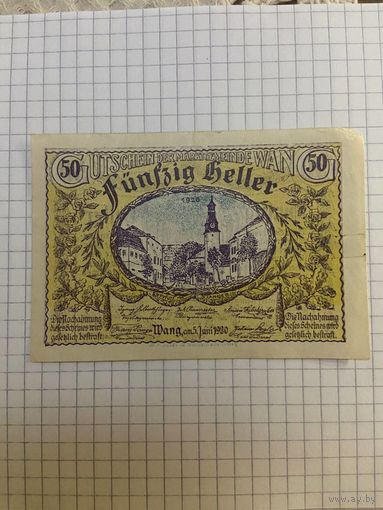 50 GUTSCHEIN DER MARKTGEMEINDE WANG 50
Fünfzig Heller
1920
Wang, am 5. Juni 1920
Die Nachahmung
dieses Scheines wird
gesetzlich bestraft.
Die Nachahmung
dieses Scheines wird
gesetzlich bestraft.
www.ay.by